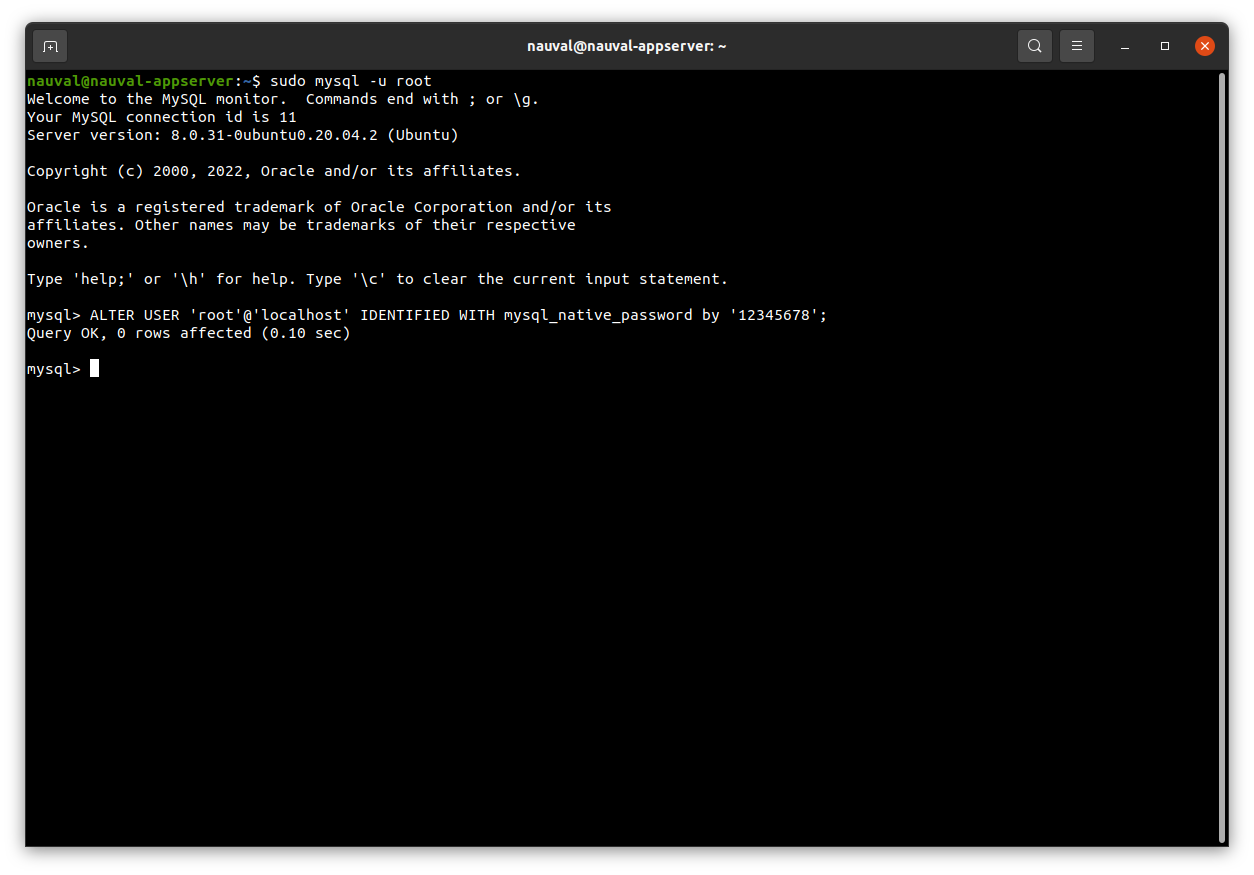 nauval@nauval-appserver: ~
nauval@nauval-appserver:~$ sudo mysql -u root
Welcome to the MySQL monitor.  Commands end with ; or \g.
Your MySQL connection id is 11
Server version: 8.0.31-0ubuntu0.20.04.2 (Ubuntu)
Copyright (c) 2000, 2022, Oracle and/or its affiliates.
Oracle is a registered trademark of Oracle Corporation and/or its
affiliates. Other names may be trademarks of their respective
owners.
Type 'help;' or '\h' for help. Type '\c' to clear the current input statement.
mysql> ALTER USER 'root'@'localhost' IDENTIFIED WITH mysql_native_password by '12345678';
Query OK, 0 rows affected (0.10 sec)
mysql>